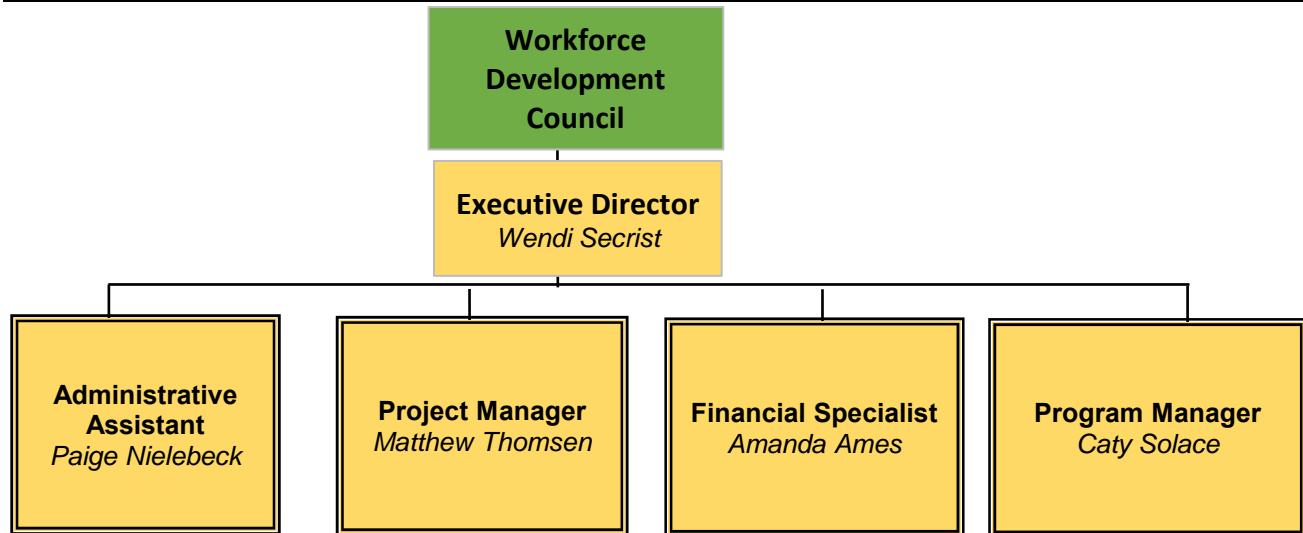 Workforce
Development
Council
Executive Director
Wendi Secrist
Administrative
Assistant
Paige Nielebeck
Project Manager
Matthew Thomsen
Financial Specialist
Amanda Ames
Program Manager
Caty Solace